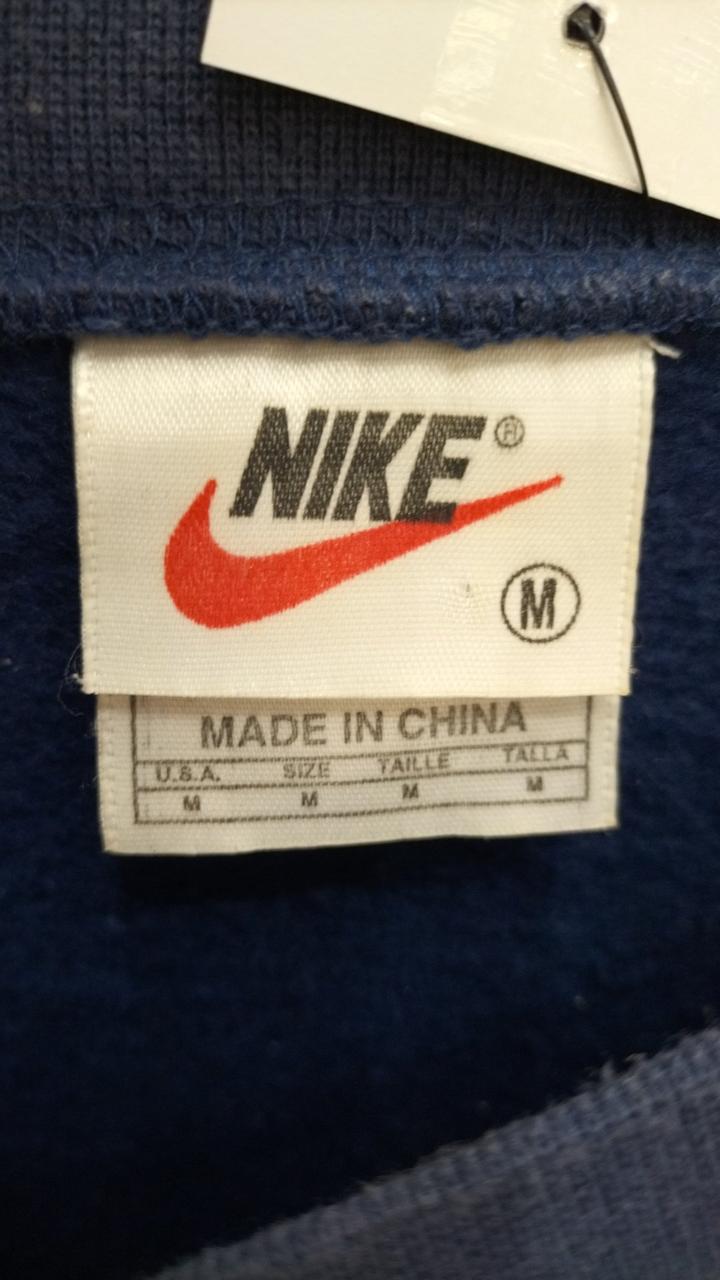 NIKE®
M
MADE IN CHINA
U.S.A. SIZE TAILLE TALLA
M M M M